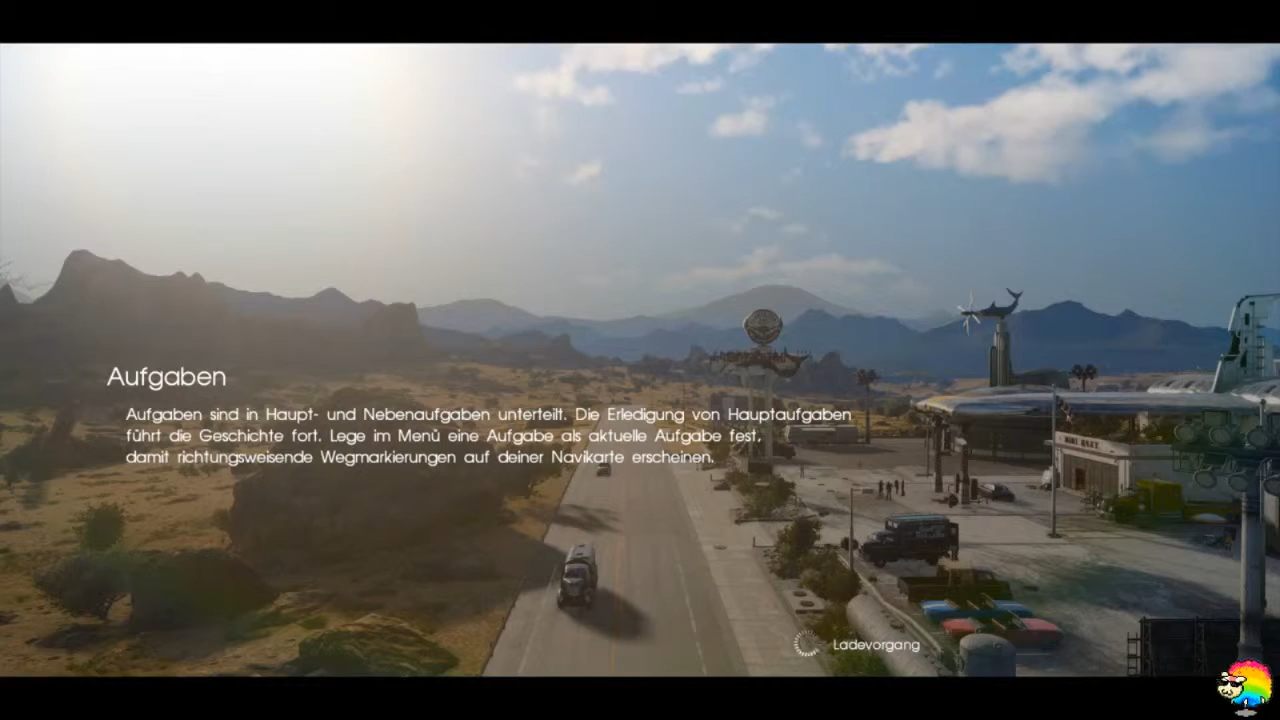 Aufgaben
Aufgaben sind in Haupt- und Nebenaufgaben unterteilt. Die Erledigung von Hauptaufgaben
führt die Geschichte fort. Lege im Menü eine Aufgabe als aktuelle Aufgabe fest,
damit richtungsweisende Wegmarkierungen auf deiner Navikarte erscheinen.
Ladevorgang